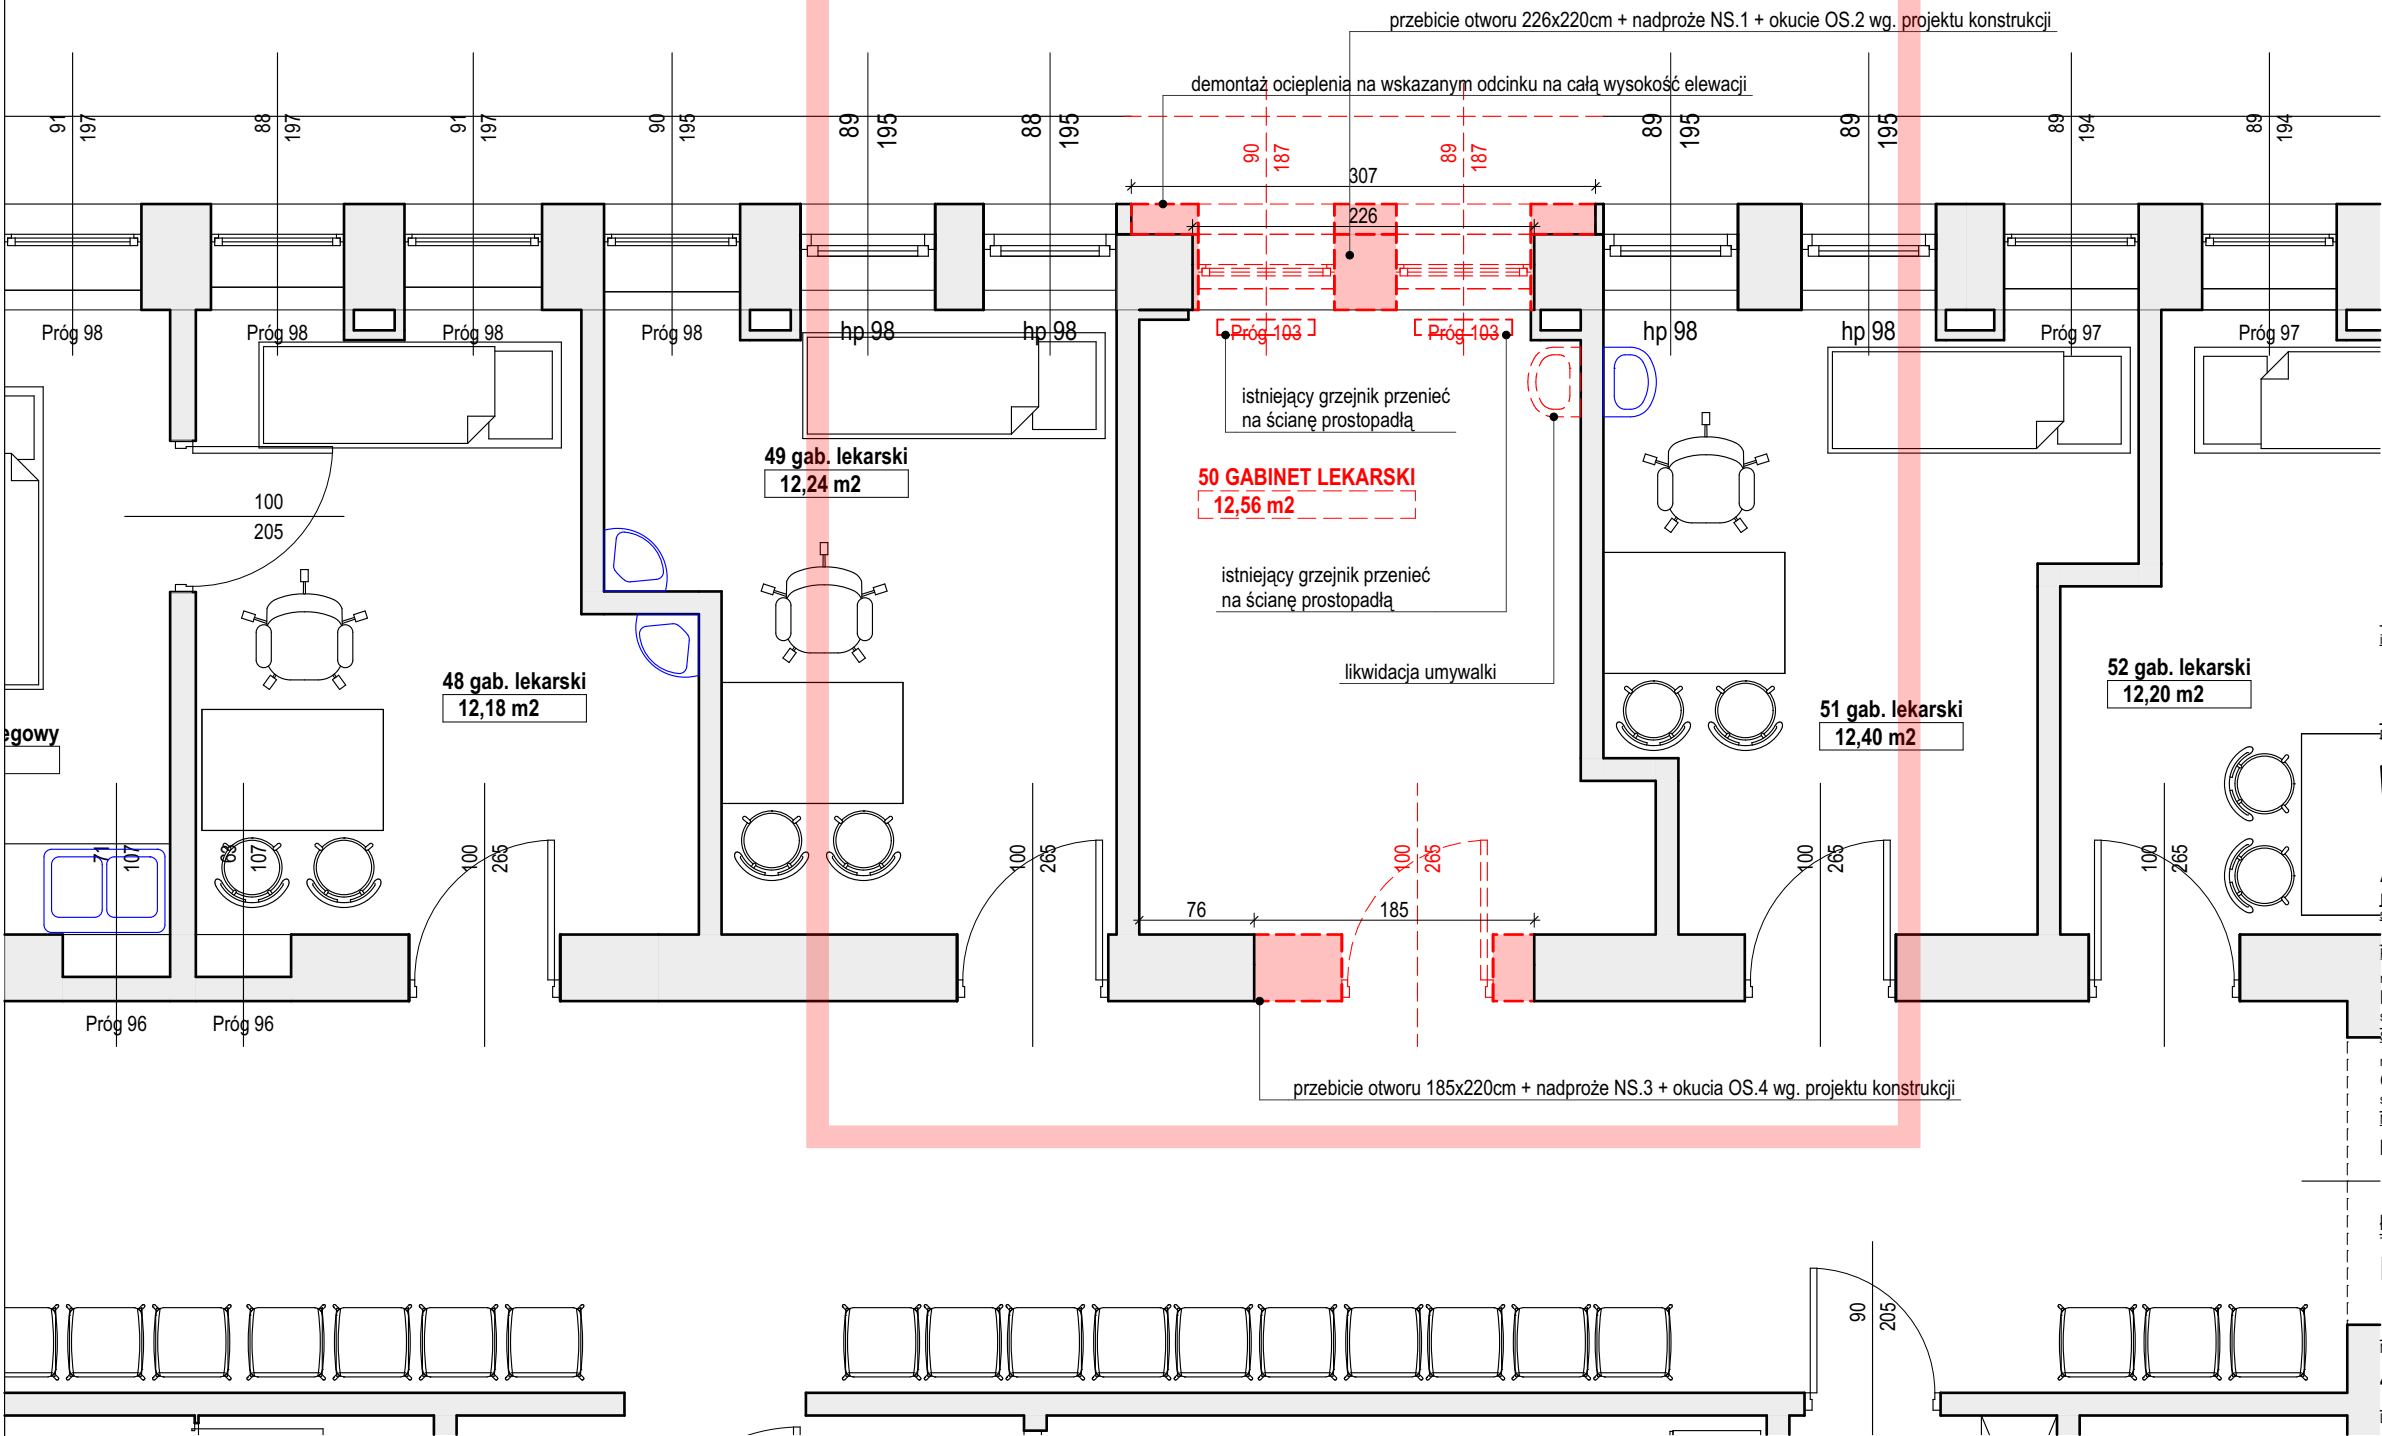 przebicie otworu 226x220cm + nadproże NS.1 + okucie OS.2 wg. projektu konstrukcji
demontaż ocieplenia na wskazanym odcinku na całą wysokość elewacji
91
197
88
197
91
197
90
195
89
195
88
195
90
187
89
187
89
195
89
195
89
194
89
194
307
226
Próg 98
Próg 98
Próg 98
Próg 98
hp 98
hp 98
Próg 103
Próg 103
hp 98
hp 98
Próg 97
Próg 97
istniejący grzejnik przenieć
na ścianę prostopadłą
49 gab. lekarski
12,24 m2
50 GABINET LEKARSKI
12,56 m2
100
205
istniejący grzejnik przenieć
na ścianę prostopadłą
likwidacja umywalki
48 gab. lekarski
12,18 m2
52 gab. lekarski
12,20 m2
51 gab. lekarski
12,40 m2
egowy
71
107
63
107
100
265
100
265
100
265
100
265
100
265
76
185
Próg 96
Próg 96
przebicie otworu 185x220cm + nadproże NS.3 + okucia OS.4 wg. projektu konstrukcji
90
205